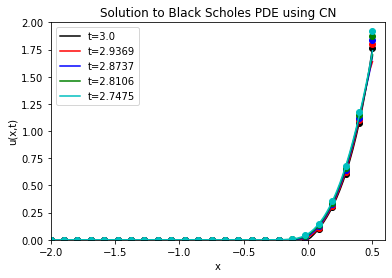 Solution to Black Scholes PDE using CN
2.00
1.75
1.50
1.25
1.00
0.75
0.50
0.25
0.00
u(x,t)
t=3.0
t=2.9369
t=2.8737
t=2.8106
t=2.7475
−2.0 −1.5 −1.0 −0.5 0.0 0.5
x